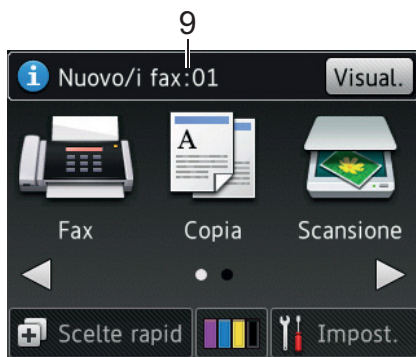 9
Nuovo/i fax:01 Visual.
A
Fax Copia Scansione
Scelte rapid Impost.